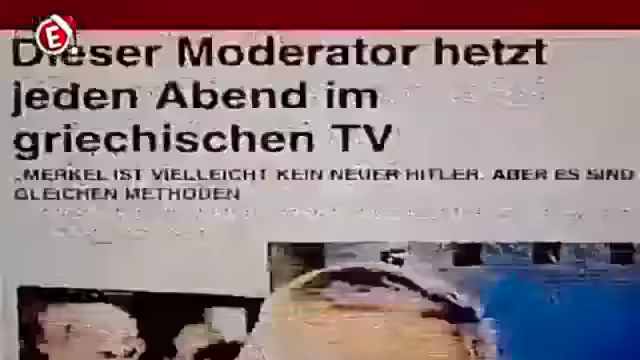 E
Dieser Moderator hetzt
jeden Abend im
griechischen TV
„MERKEL IST VIELLEICHT KEIN NEUER HITLER. ABER ES SIND
GLEICHEN METHODEN